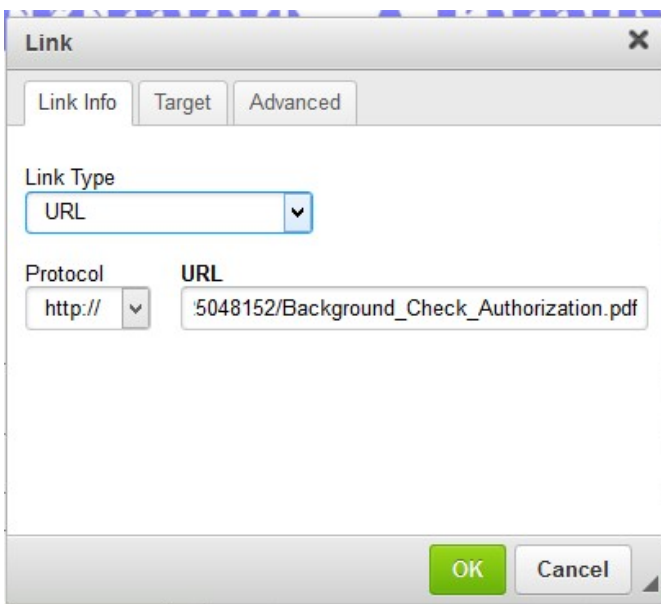 Link
Link Info Target Advanced
Link Type
URL
Protocol URL
http:// 5048152/Background_Check_Authorization.pdf
OK Cancel